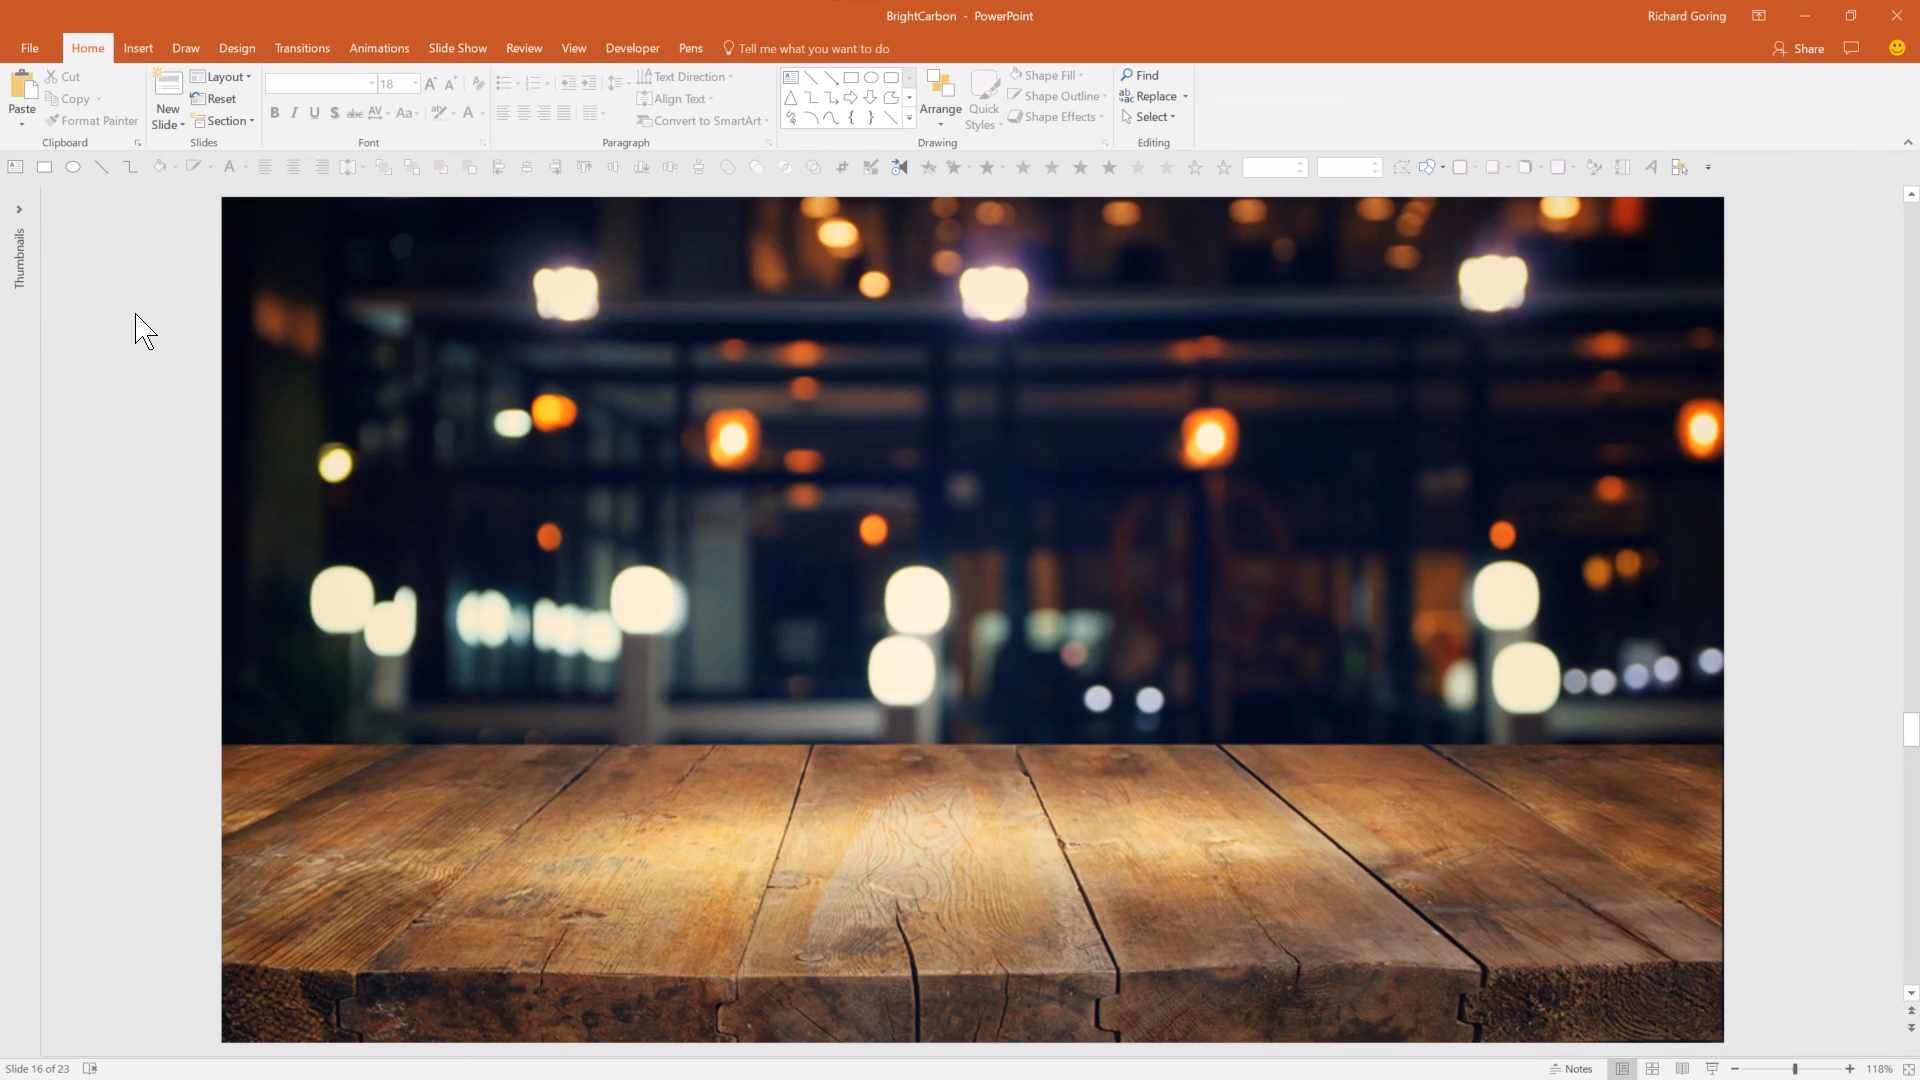 BrightCarbon - PowerPoint
Richard Goring
File Home Insert Draw Design Transitions Animations Slide Show Review View Developer Pens Tell me what you want to do
Share
Paste
Cut
Copy
Format Painter
Clipboard
New
Slide
Layout
Reset
Section
Slides
18
B I U S abc AV Aa A
Font
Text Direction
Align Text
Convert to SmartArt
Paragraph
Arrange
Quick
Styles
Shape Fill
Shape Outline
Shape Effects
Drawing
Find
Replace
Select
Editing
Thumbnails
Slide 16 of 23
Notes
118%